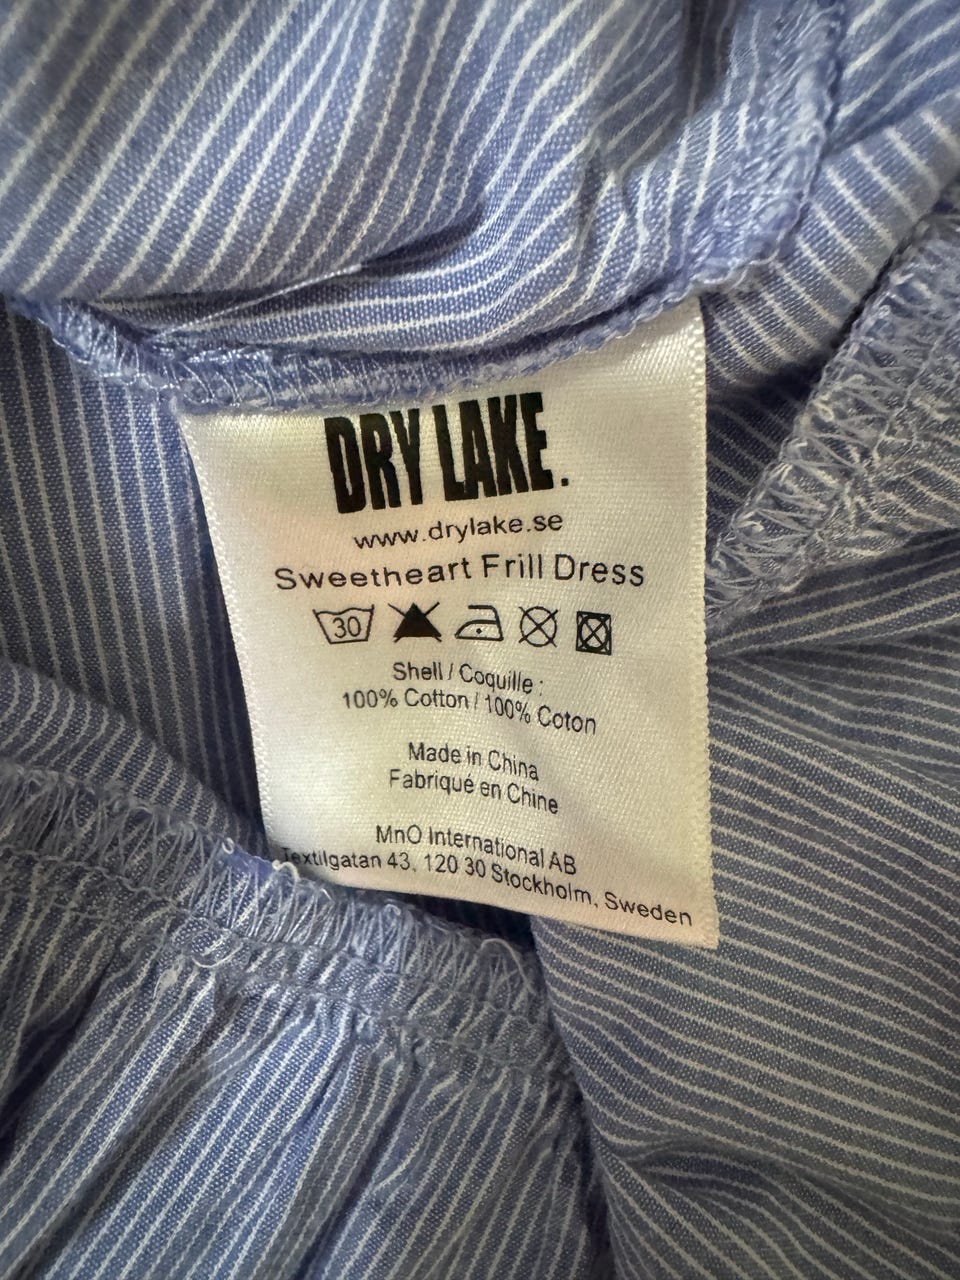 DRY LAKE.
www.drylake.se
Sweetheart Frill Dress
30
Shell / Coquille :
100% Cotton / 100% Coton
Made in China
Fabriqué en Chine
MnO International AB
Textilgatan 43, 120 30 Stockholm, Sweden